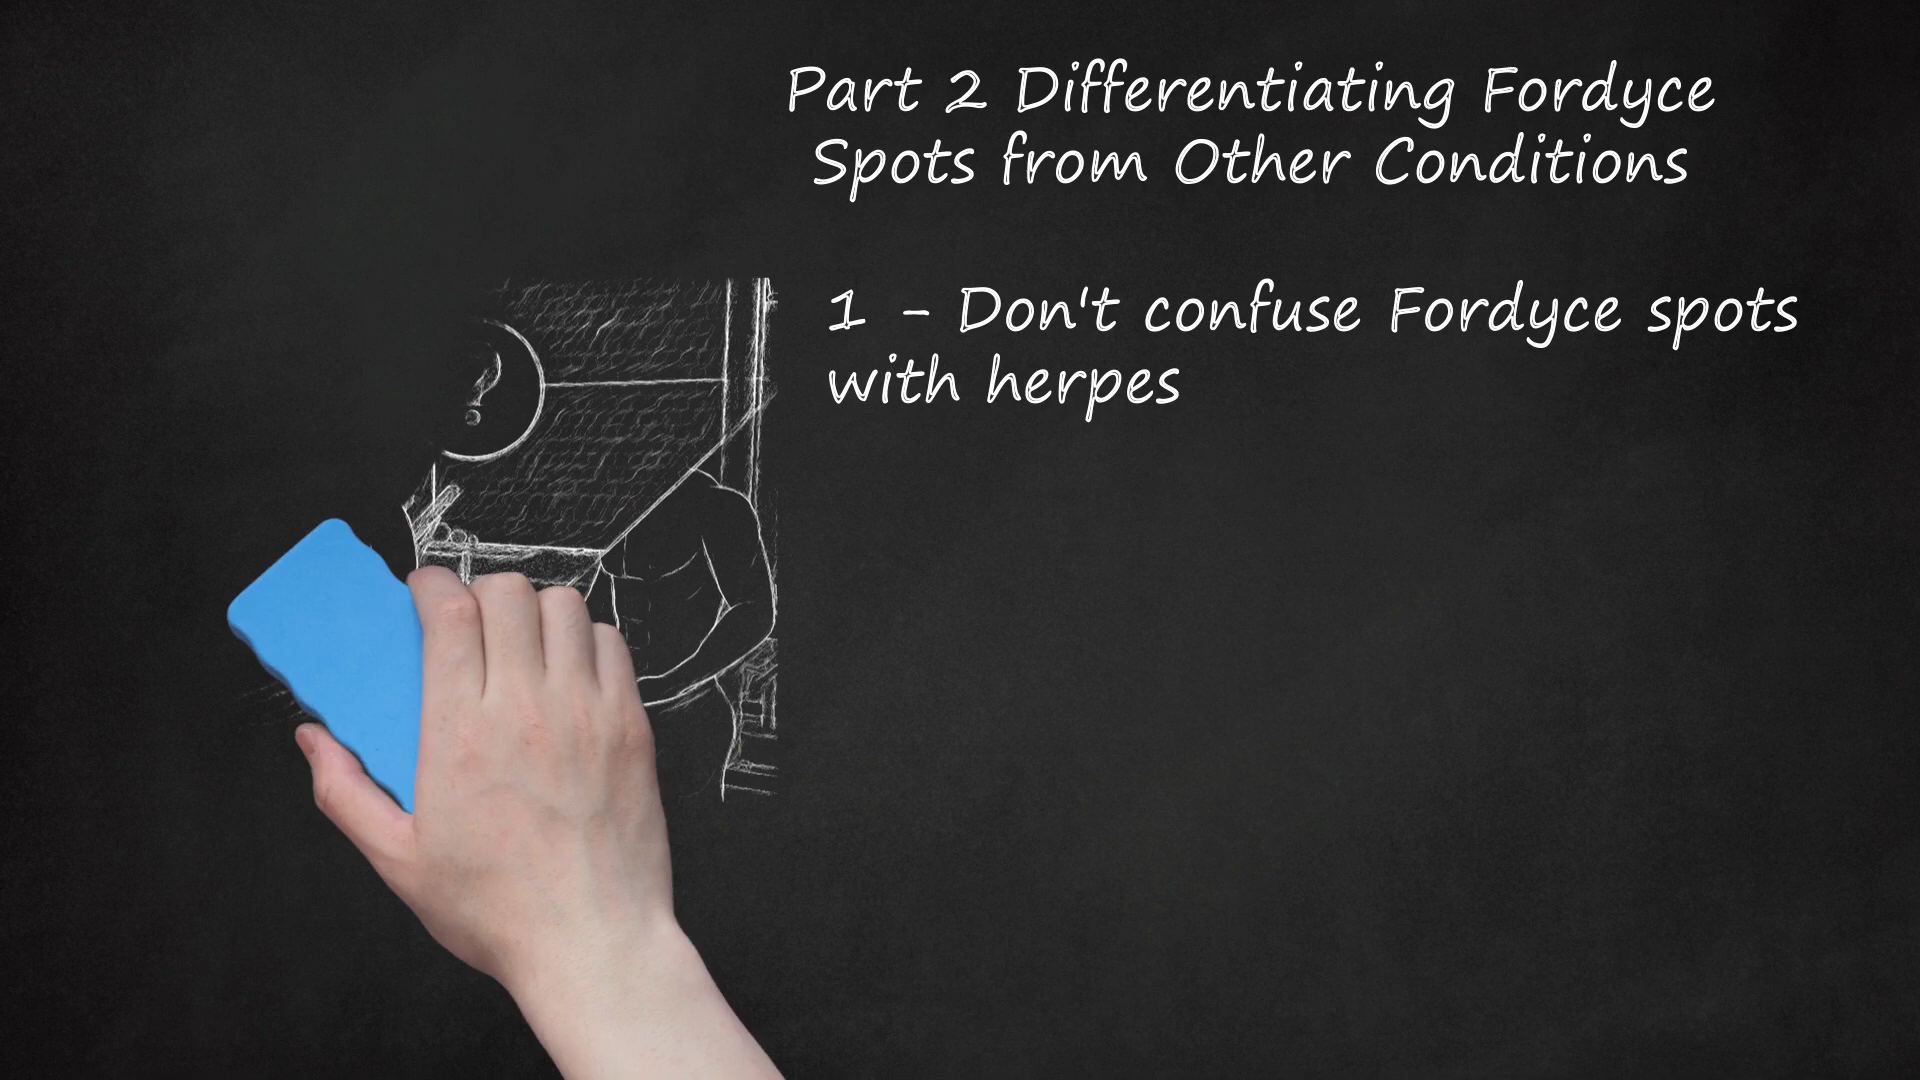 Part 2 Differentiating Fordyce
Spots from Other Conditions
1 - Don't confuse Fordyce spots
with herpes
?